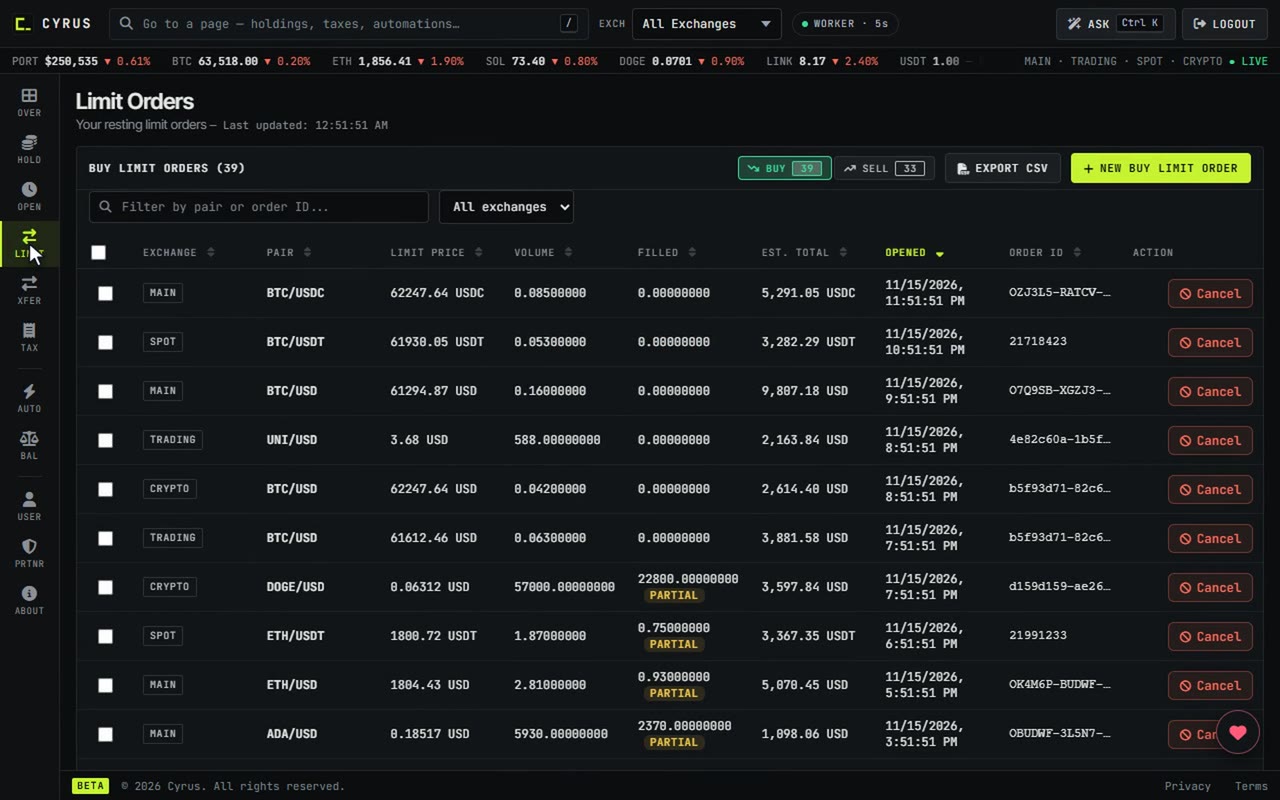 CYRUS
Go to a page — holdings, taxes, automations…
/
EXCH
All Exchanges
WORKER · 5s
ASK Ctrl K
LOGOUT
PORT $250,535 ▼ 0.61% BTC 63,518.00 ▼ 0.20% ETH 1,856.41 ▼ 1.90% SOL 73.40 ▼ 0.80% DOGE 0.0701 ▼ 0.90% LINK 8.17 ▼ 2.40% USDT 1.00 –
MAIN · TRADING · SPOT · CRYPTO ● LIVE
OVER
HOLD
OPEN
XFER
TAX
AUTO
BAL
USER
PRTNR
ABOUT
Limit Orders
Your resting limit orders – Last updated: 12:51:51 AM
BUY LIMIT ORDERS (39)
BUY 39
SELL 33
EXPORT CSV
+ NEW BUY LIMIT ORDER
Filter by pair or order ID...
All exchanges
EXCHANGE PAIR LIMIT PRICE VOLUME FILLED EST. TOTAL OPENED ORDER ID ACTION
MAIN BTC/USDC 62247.64 USDC 0.08500000 0.00000000 5,291.05 USDC 11/15/2026, 11:51:51 PM OZJ3L5-RATCV-… Cancel
SPOT BTC/USDT 61930.05 USDT 0.05300000 0.00000000 3,282.29 USDT 11/15/2026, 10:51:51 PM 21718423 Cancel
MAIN BTC/USD 61294.87 USD 0.16000000 0.00000000 9,807.18 USD 11/15/2026, 9:51:51 PM O7Q9SB-XGZJ3-… Cancel
TRADING UNI/USD 3.68 USD 588.00000000 0.00000000 2,163.84 USD 11/15/2026, 8:51:51 PM 4e82c60a-1b5f… Cancel
CRYPTO BTC/USD 62247.64 USD 0.04200000 0.00000000 2,614.40 USD 11/15/2026, 8:51:51 PM b5f93d71-82c6… Cancel
TRADING BTC/USD 61612.46 USD 0.06300000 0.00000000 3,881.58 USD 11/15/2026, 7:51:51 PM b5f93d71-82c6… Cancel
CRYPTO DOGE/USD 0.06312 USD 57000.00000000 22800.00000000 PARTIAL 3,597.84 USD 11/15/2026, 7:51:51 PM d159d159-ae26… Cancel
SPOT ETH/USDT 1800.72 USDT 1.87000000 0.75000000 PARTIAL 3,367.35 USDT 11/15/2026, 6:51:51 PM 21991233 Cancel
MAIN ETH/USD 1804.43 USD 2.81000000 0.93000000 PARTIAL 5,070.45 USD 11/15/2026, 5:51:51 PM OK4M6P-BUDWF-… Cancel
MAIN ADA/USD 0.18517 USD 5930.00000000 2370.00000000 PARTIAL 1,098.06 USD 11/15/2026, 3:51:51 PM OBUDWF-3L5N7-…
BETA © 2026 Cyrus. All rights reserved.
Privacy Terms